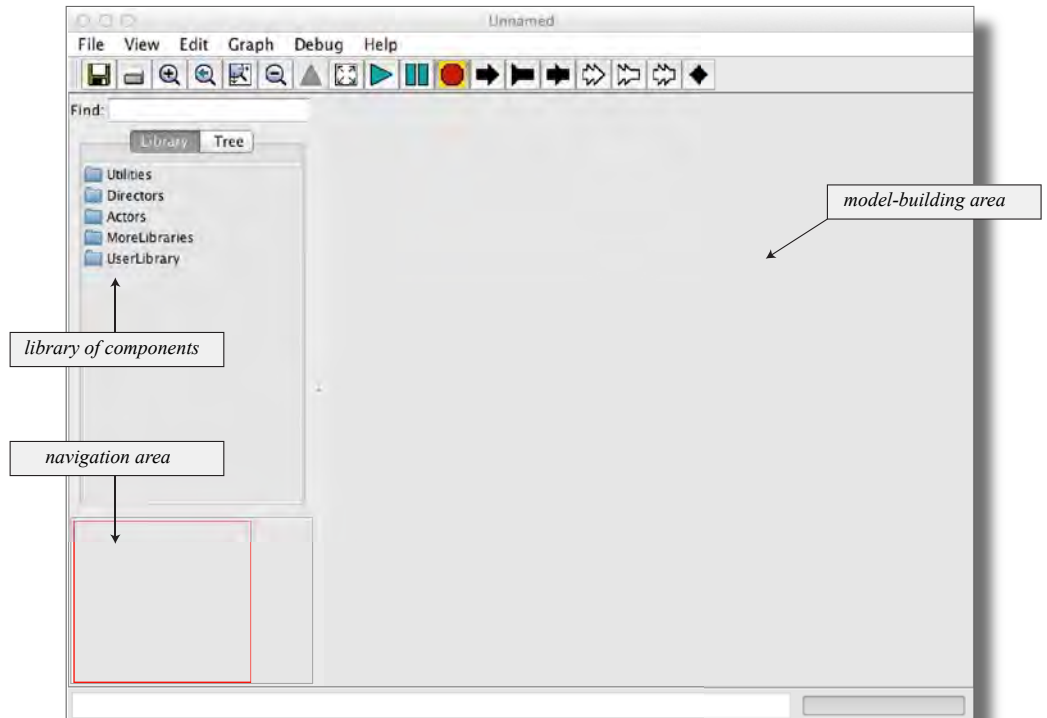 Unnamed
File View Edit Graph Debug Help
Find:
Library Tree
Utilities
Directors
Actors
MoreLibraries
UserLibrary
model-building area
library of components
navigation area